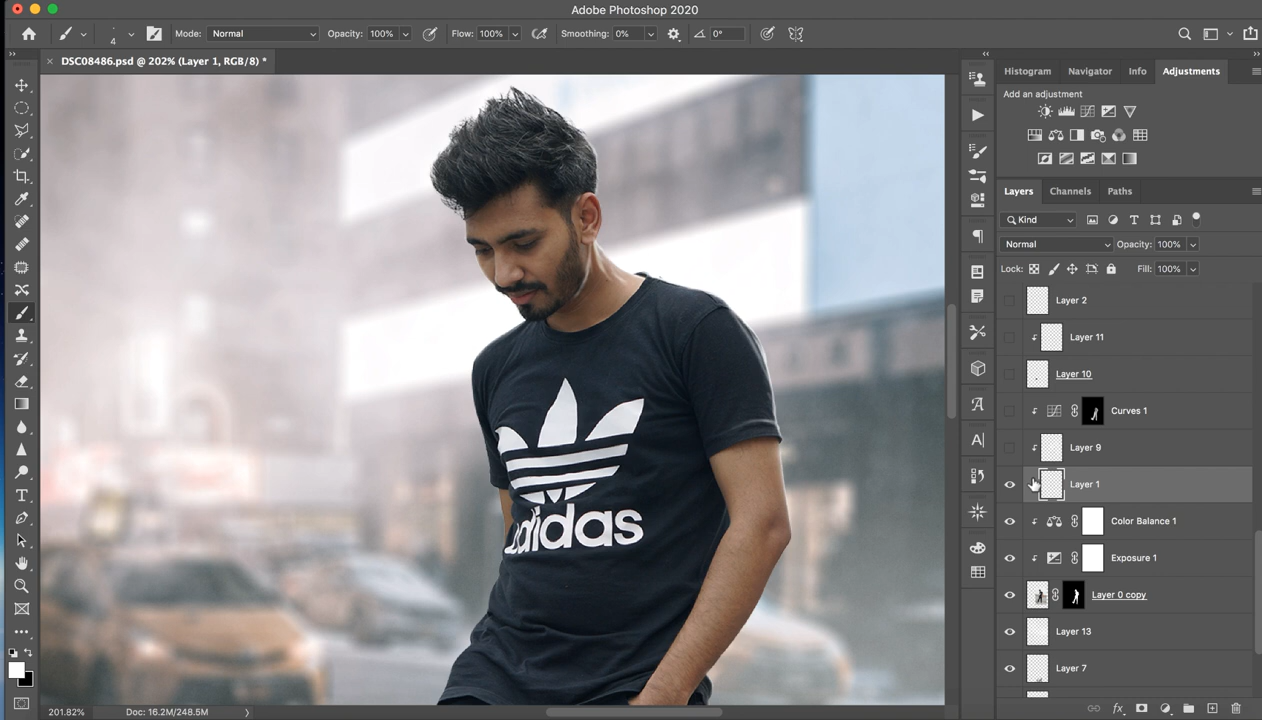 Adobe Photoshop 2020
4 Mode: Normal Opacity: 100% Flow: 100% Smoothing: 0% 0°
DSC08486.psd @ 202% (Layer 1, RGB/8) *
Histogram Navigator Info Adjustments
Add an adjustment
Layers Channels Paths
Kind
Normal Opacity: 100%
Lock: Fill: 100%
Layer 2
Layer 11
Layer 10
Curves 1
Layer 9
Layer 1
Color Balance 1
Exposure 1
Layer 0 copy
Layer 13
Layer 7
adidas
201.82% Doc: 16.2M/248.5M